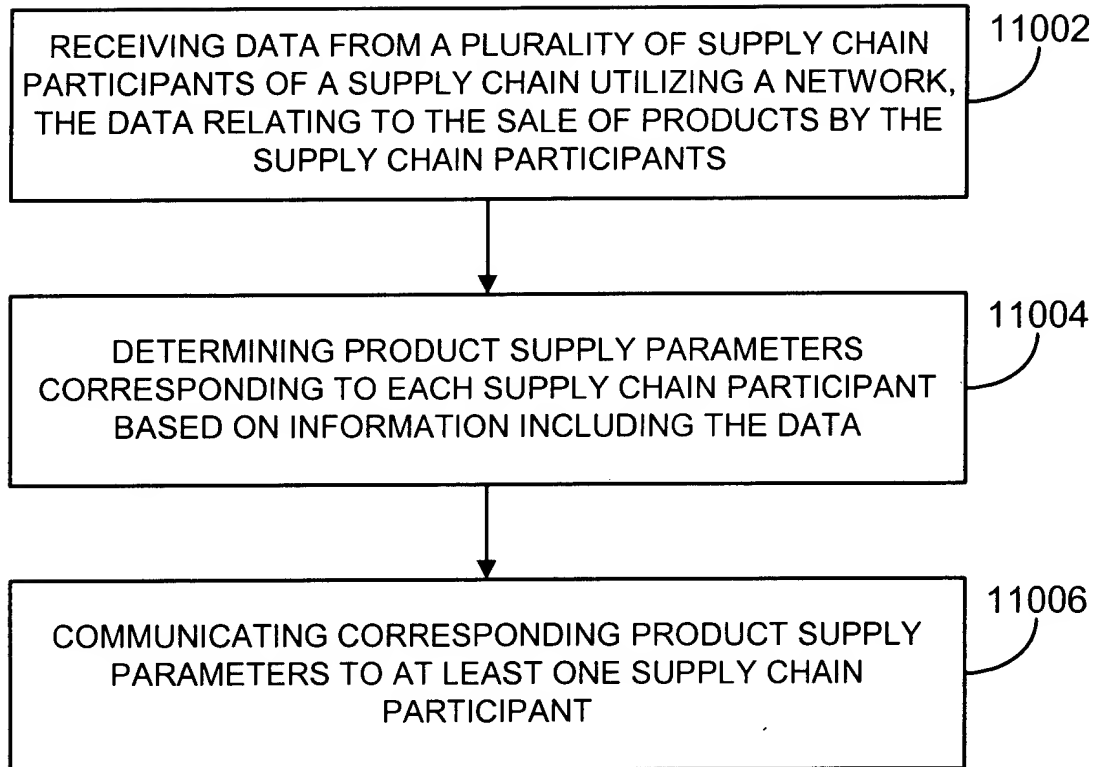 RECEIVING DATA FROM A PLURALITY OF SUPPLY CHAIN
PARTICIPANTS OF A SUPPLY CHAIN UTILIZING A NETWORK,
THE DATA RELATING TO THE SALE OF PRODUCTS BY THE
SUPPLY CHAIN PARTICIPANTS
11002
DETERMINING PRODUCT SUPPLY PARAMETERS
CORRESPONDING TO EACH SUPPLY CHAIN PARTICIPANT
BASED ON INFORMATION INCLUDING THE DATA
11004
COMMUNICATING CORRESPONDING PRODUCT SUPPLY
PARAMETERS TO AT LEAST ONE SUPPLY CHAIN
PARTICIPANT
11006